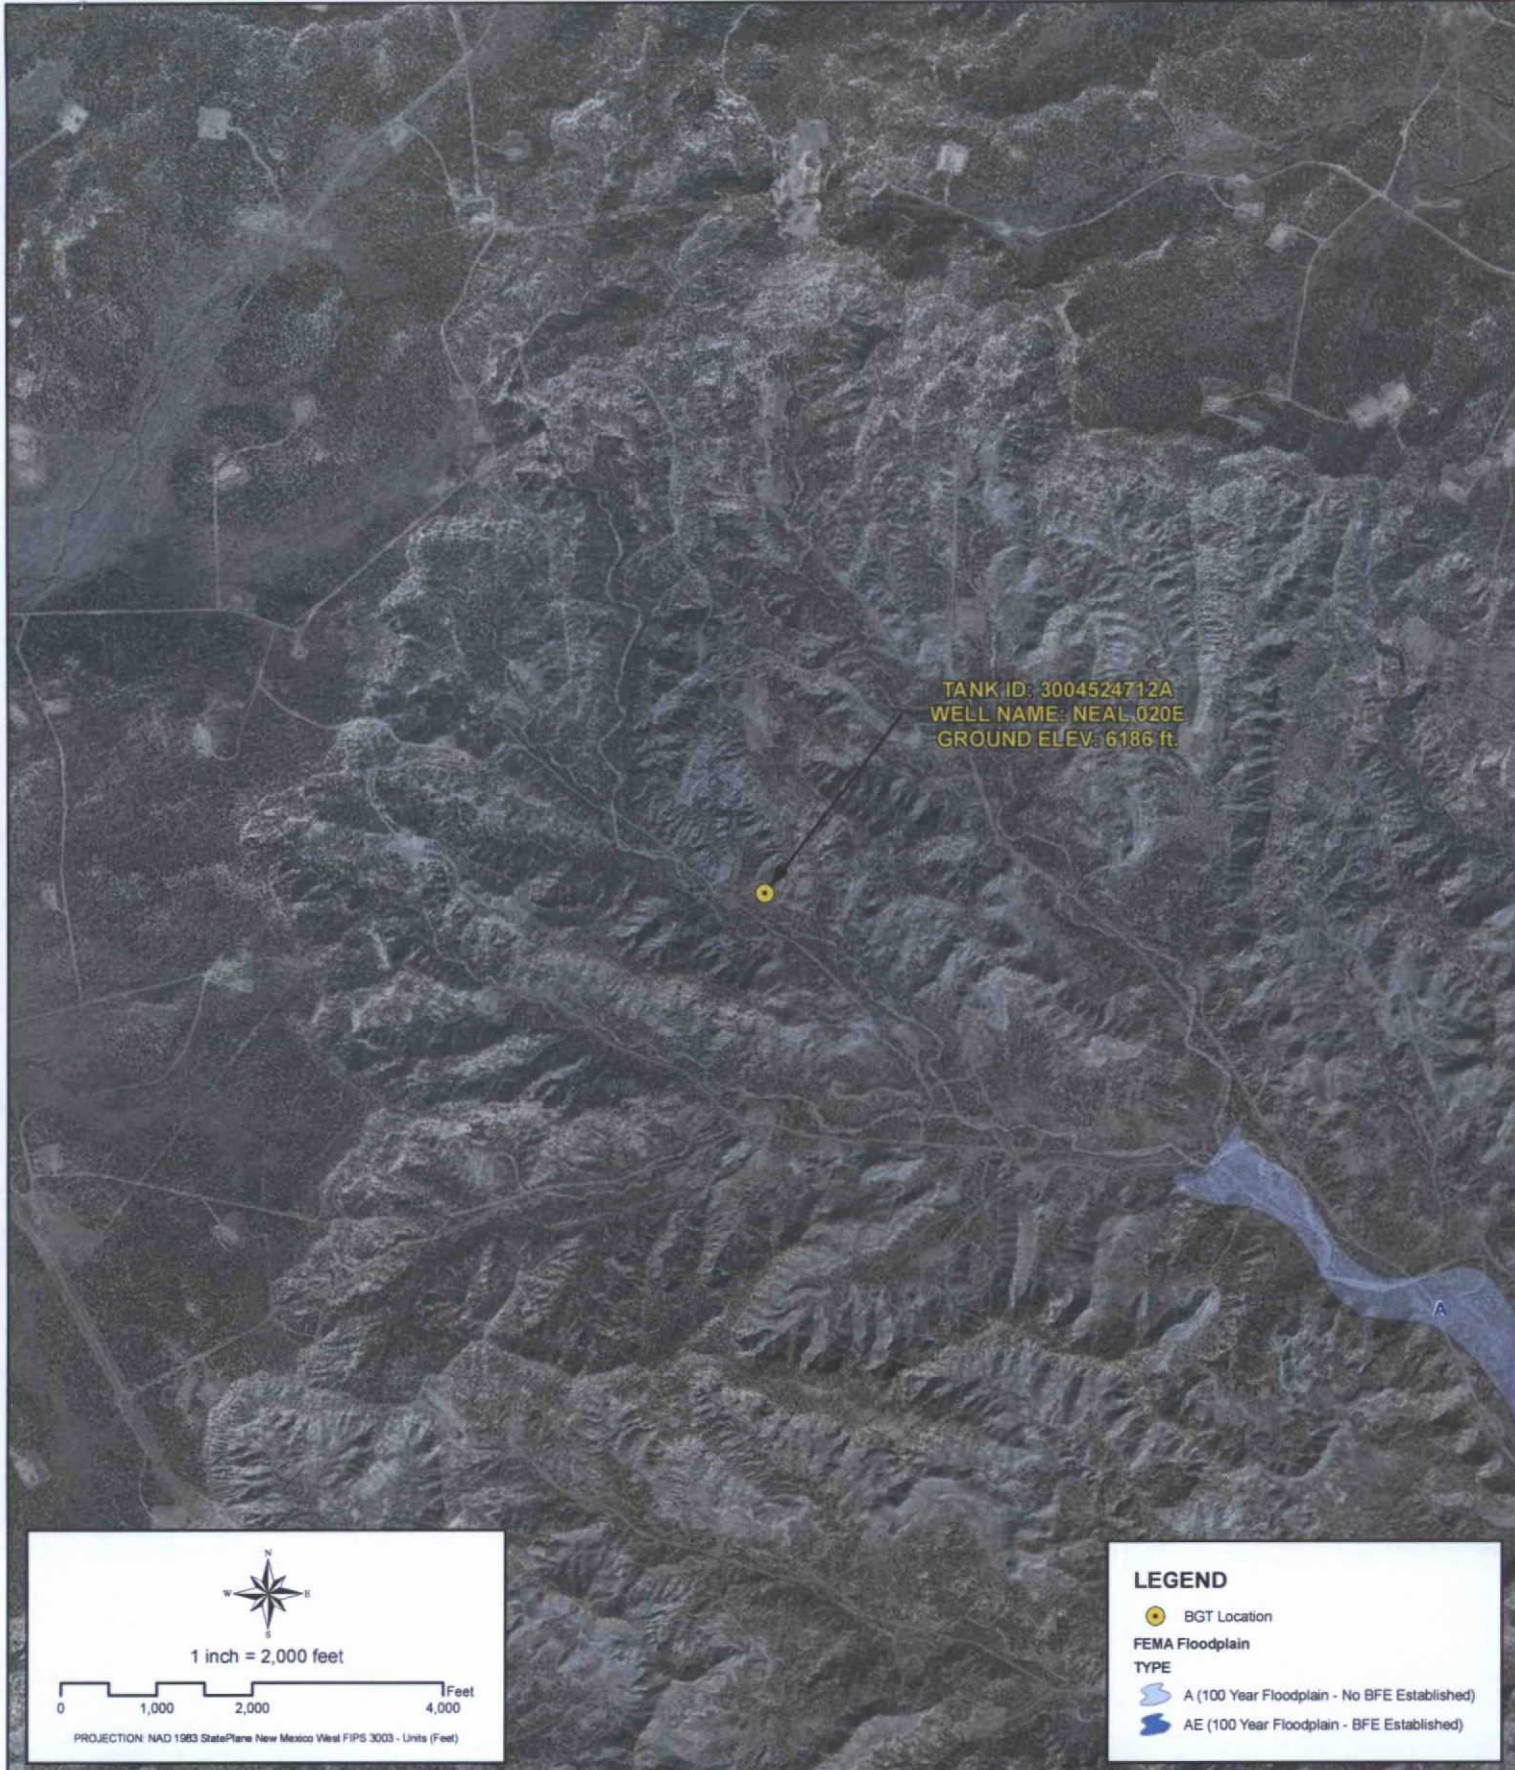 TANK ID: 3004524712A
WELL NAME: NEAL 020E
GROUND ELEV: 6186 ft.
A
N
W E
S
1 inch = 2,000 feet
Feet
0 1,000 2,000 4,000
PROJECTION: NAD 1983 StatePlane New Mexico West FIPS 3003 - Units (Feet)
LEGEND
BGT Location
FEMA Floodplain
TYPE
A (100 Year Floodplain - No BFE Established)
AE (100 Year Floodplain - BFE Established)